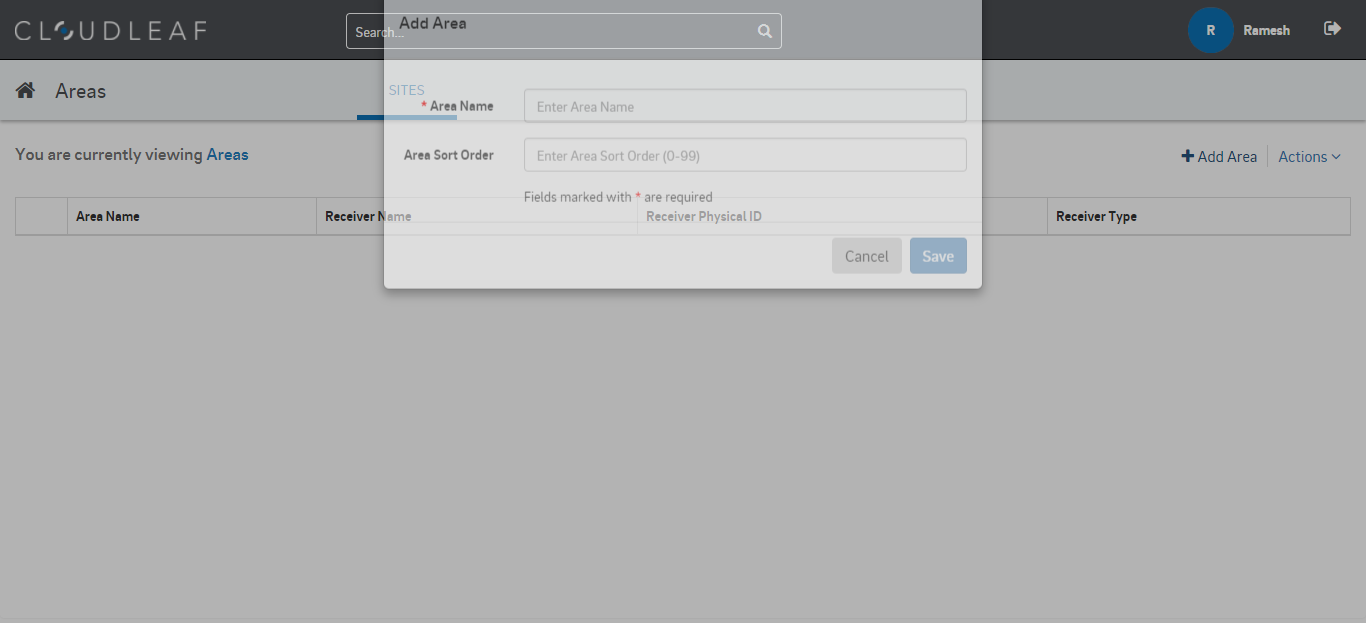 CLOUDLEAF
Search...
Add Area
R
Ramesh
Areas
SITES
* Area Name
Enter Area Name
Area Sort Order
Enter Area Sort Order (0-99)
You are currently viewing Areas
Add Area
Actions
Fields marked with * are required
Area Name
Receiver Name
Receiver Physical ID
Receiver Type
Cancel
Save